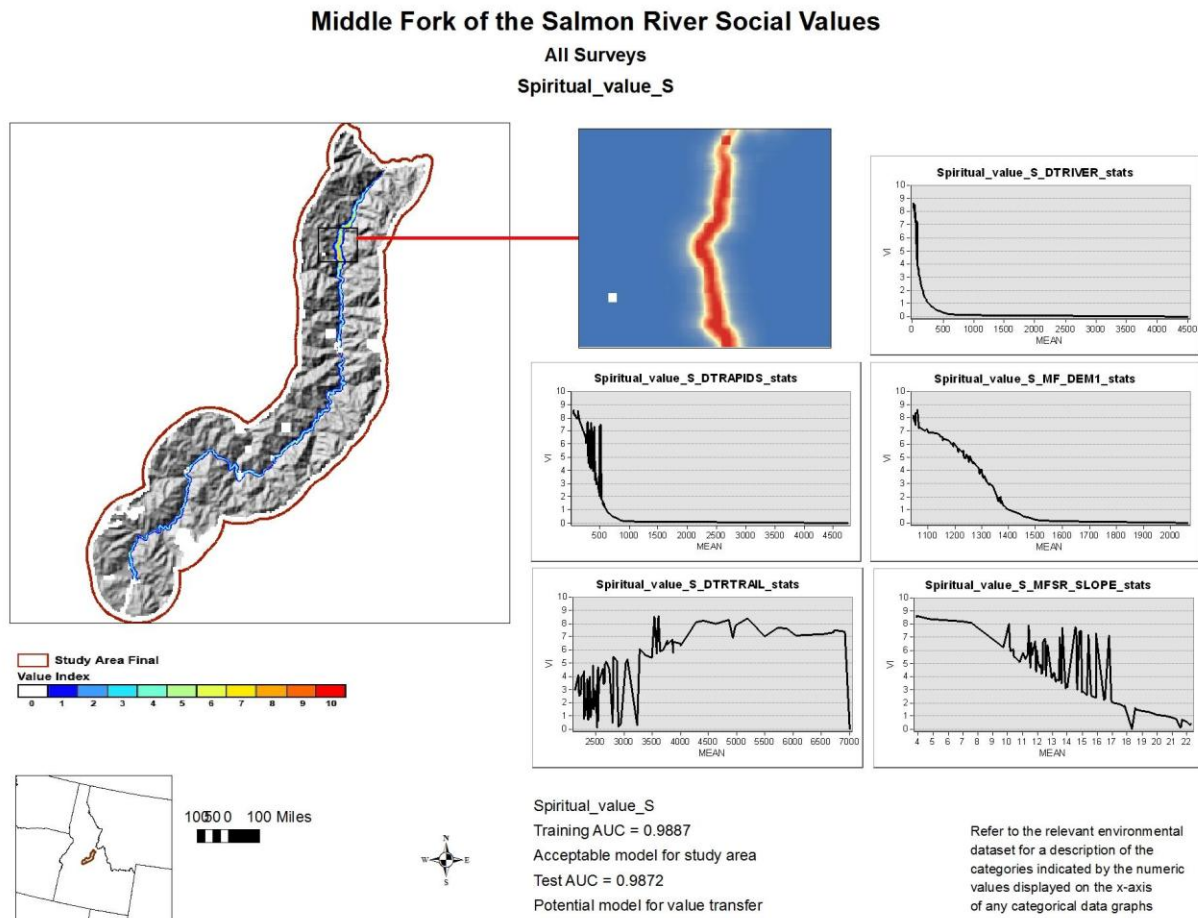 Middle Fork of the Salmon River Social Values
All Surveys
Spiritual_value_S
Spiritual_value_S_DTRIVER_stats
VI
10
9
8
7
6
5
4
3
2
1
0
0 500 1000 1500 2000 2500 3000 3500 4000 4500
MEAN
Spiritual_value_S_DTRAPIDS_stats
VI
10
9
8
7
6
5
4
3
2
1
0
500 1000 1500 2000 2500 3000 3500 4000 4500
MEAN
Spiritual_value_S_MF_DEM1_stats
VI
10
9
8
7
6
5
4
3
2
1
0
1100 1200 1300 1400 1500 1600 1700 1800 1900 2000
MEAN
Spiritual_value_S_DTRTRAIL_stats
VI
10
9
8
7
6
5
4
3
2
1
0
2500 3000 3500 4000 4500 5000 5500 6000 6500 7000
MEAN
Spiritual_value_S_MFSR_SLOPE_stats
VI
10
9
8
7
6
5
4
3
2
1
0
4 5 6 7 8 9 10 11 12 13 14 15 16 17 18 19 20 21 22
MEAN
Study Area Final
Value Index
0 1 2 3 4 5 6 7 8 9 10
100 50 0 100 Miles
N
W E
S
Spiritual_value_S
Training AUC = 0.9887
Acceptable model for study area
Test AUC = 0.9872
Potential model for value transfer
Refer to the relevant environmental
dataset for a description of the
categories indicated by the numeric
values displayed on the x-axis
of any categorical data graphs